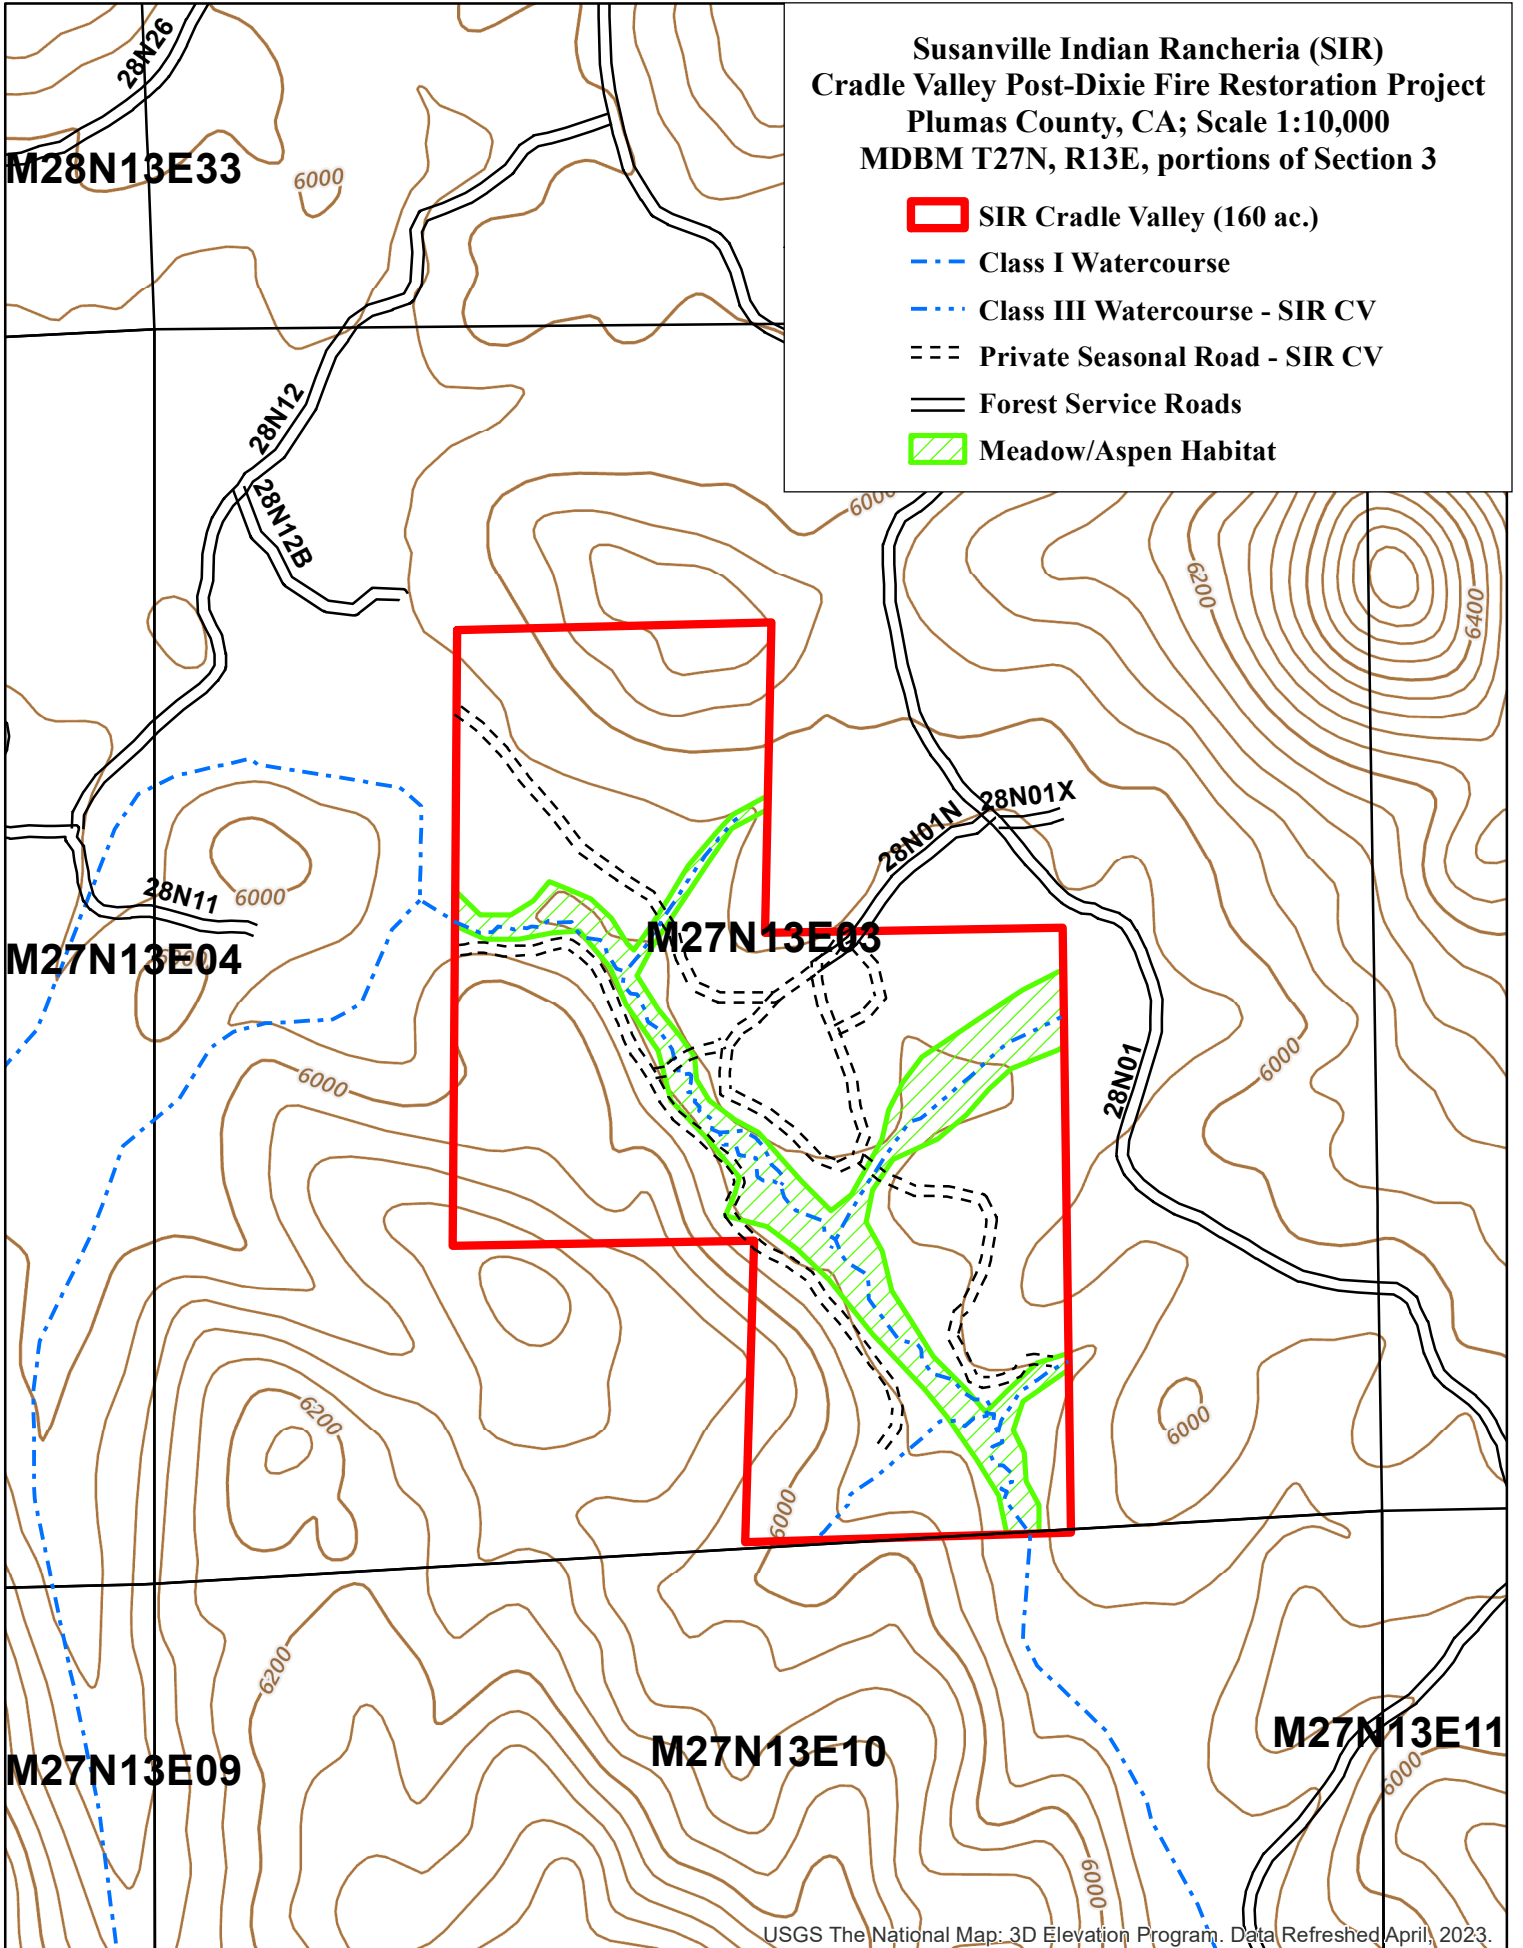 Susanville Indian Rancheria (SIR)
Cradle Valley Post-Dixie Fire Restoration Project
Plumas County, CA; Scale 1:10,000
MDBM T27N, R13E, portions of Section 3
SIR Cradle Valley (160 ac.)
Class I Watercourse
Class III Watercourse - SIR CV
Private Seasonal Road - SIR CV
Forest Service Roads
Meadow/Aspen Habitat
28N26
M28N13E33
6000
28N12
28N12B
6000
6200
6400
28N01X
28N01N
28N11
6000
M27N13E03
M27N13E04
6000
6000
28N01
6000
6200
6000
6000
6200
M27N13E10
M27N13E11
M27N13E09
6000
6000
USGS The National Map: 3D Elevation Program. Data Refreshed April, 2023.